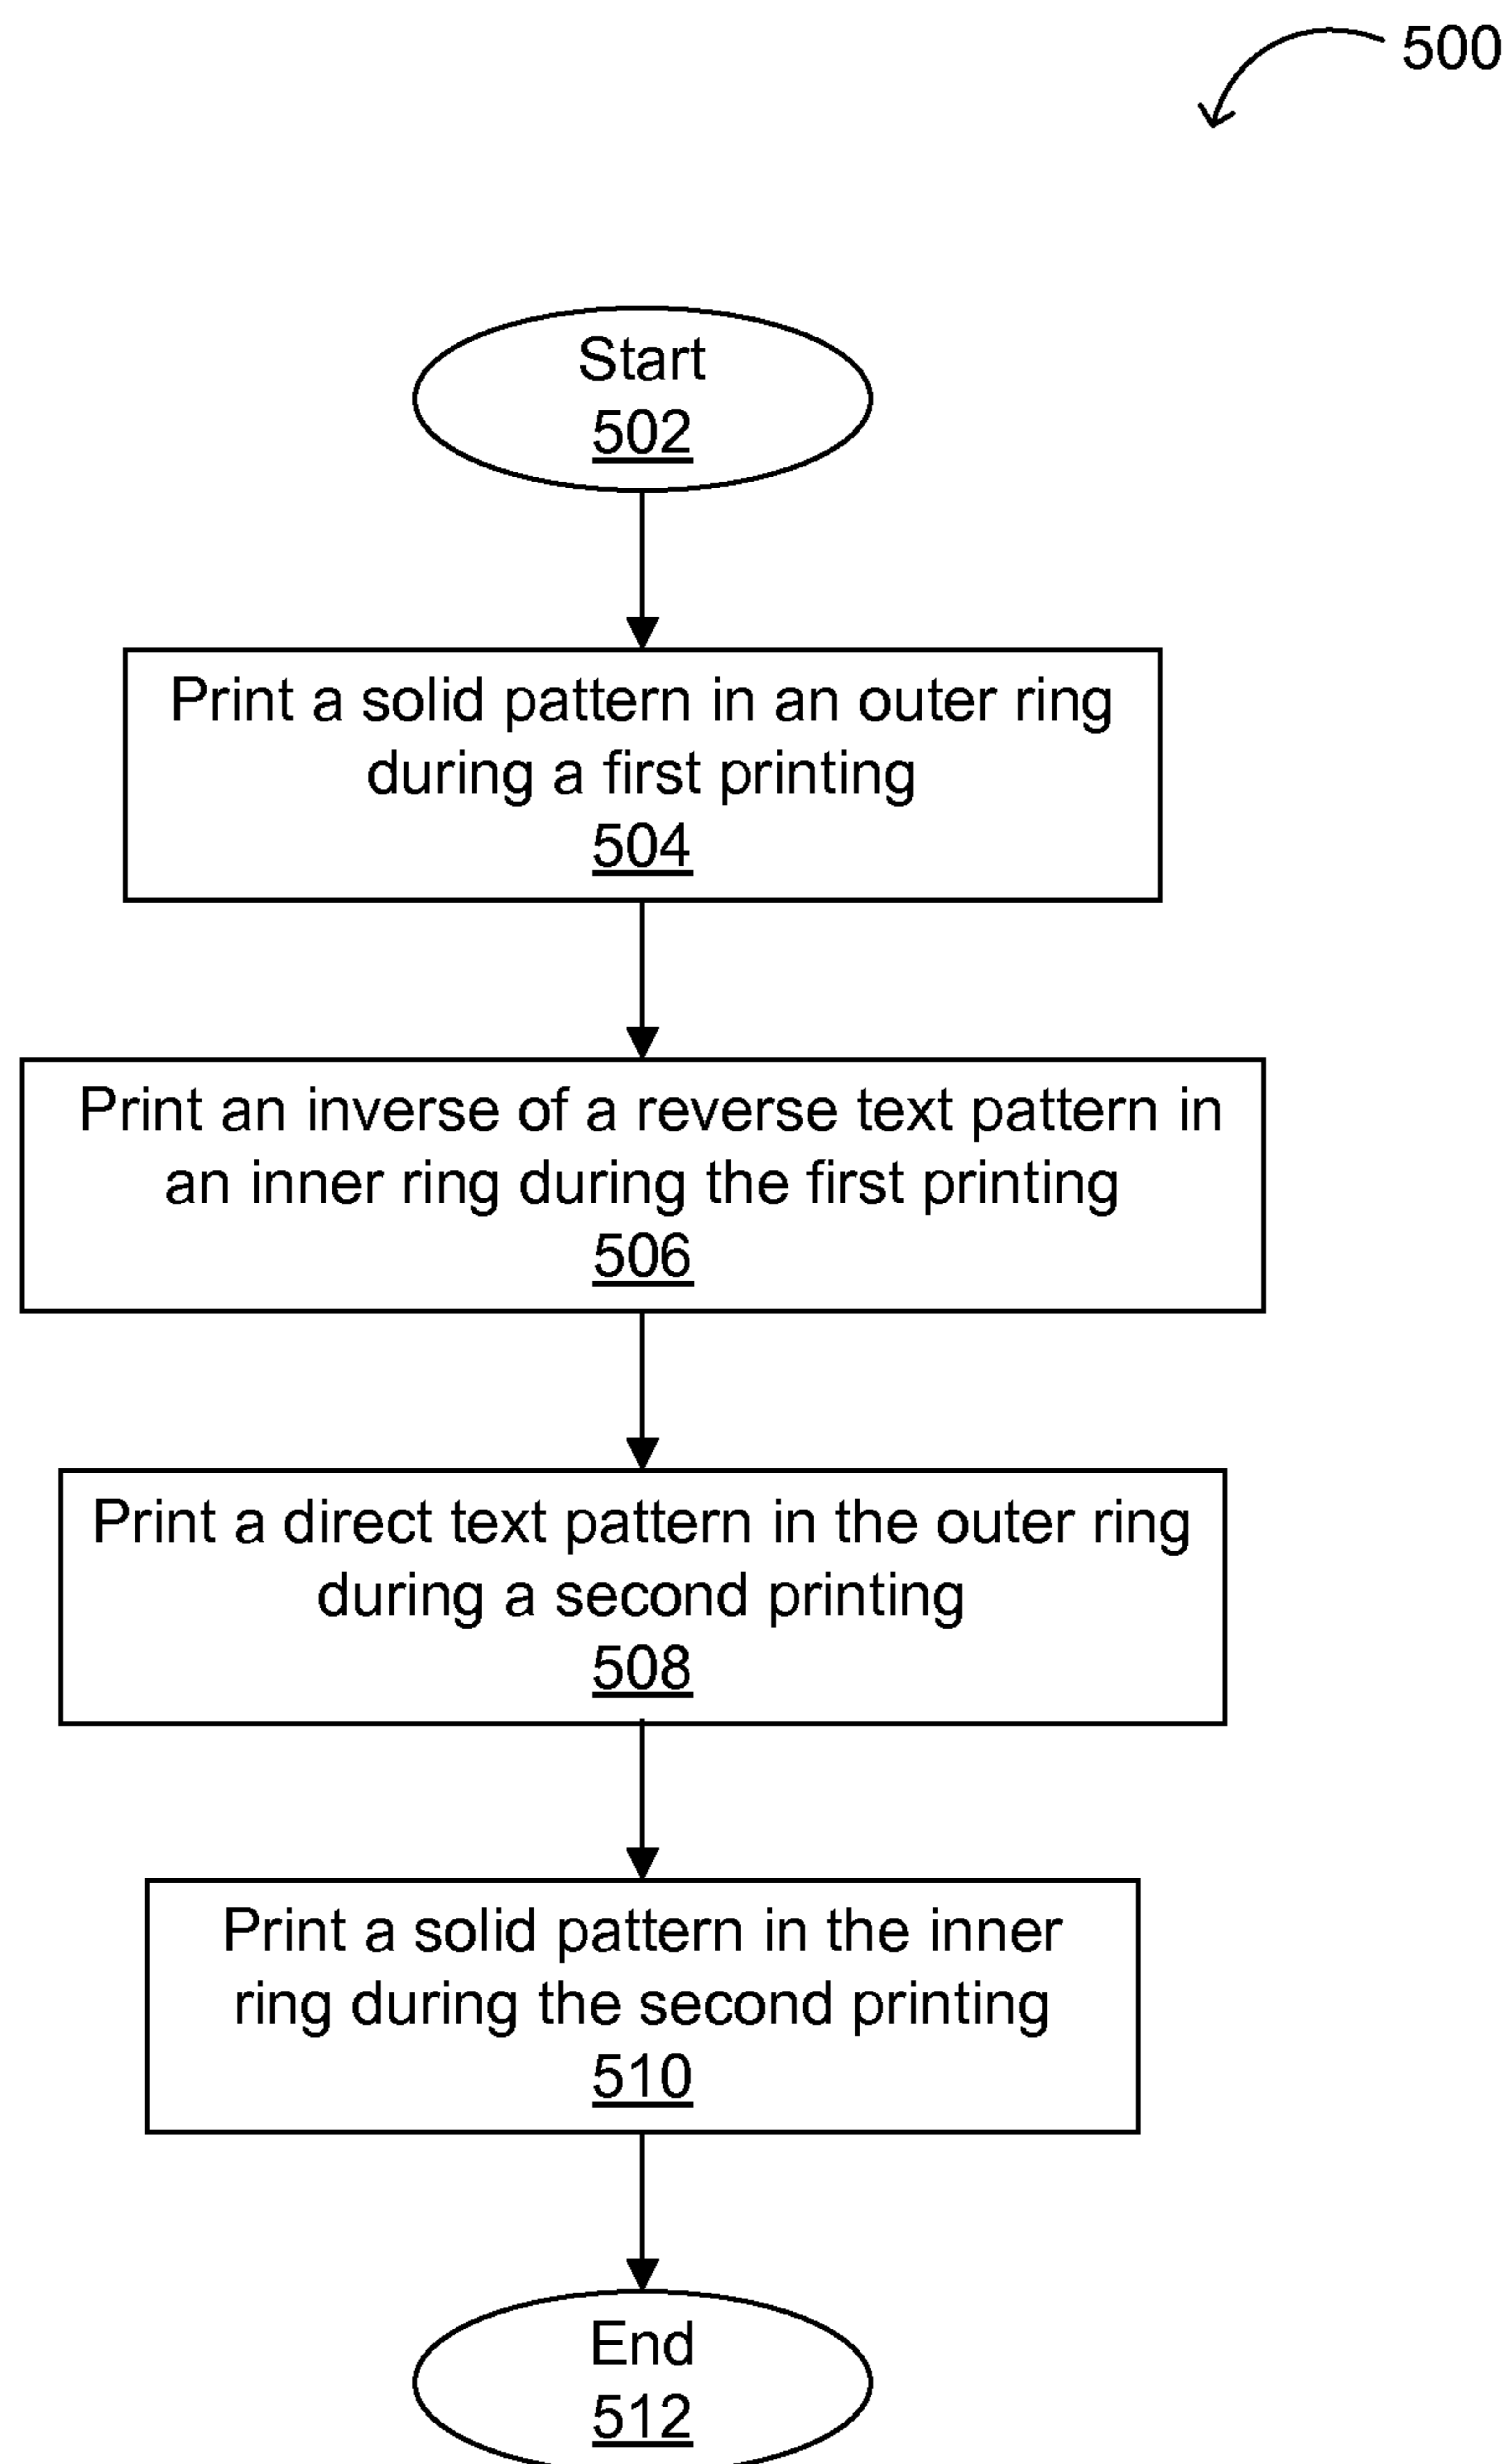 500
Start
502
Print a solid pattern in an outer ring
during a first printing
504
Print an inverse of a reverse text pattern in
an inner ring during the first printing
506
Print a direct text pattern in the outer ring
during a second printing
508
Print a solid pattern in the inner
ring during the second printing
510
End
512